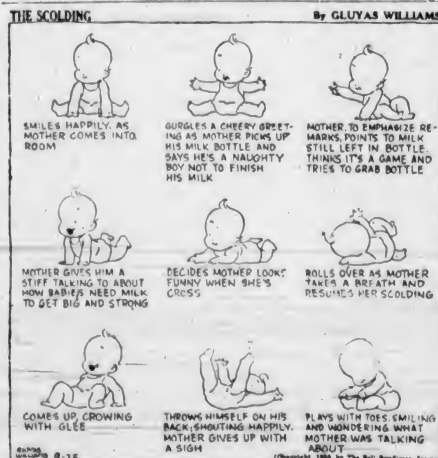 THE SCOLDING
By GLUYAS WILLIAMS
SMILES HAPPILY, AS
MOTHER COMES INTO
ROOM
GURGLES A CHEERY GREET-
ING AS MOTHER PICKS UP
HIS MILK BOTTLE AND
SAYS HE'S A NAUGHTY
BOY NOT TO FINISH
HIS MILK
MOTHER, TO EMPHASIZE RE-
MARKS, POINTS TO MILK
STILL LEFT IN BOTTLE.
THINKS IT'S A GAME AND
TRIES TO GRAB BOTTLE
MOTHER GIVES HIM A
STIFF TALKING TO ABOUT
HOW BABIES NEED MILK
TO GET BIG AND STRONG
DECIDES MOTHER LOOKS
FUNNY WHEN SHE'S
CROSS
ROLLS OVER AS MOTHER
TAKES A BREATH AND
RESUMES HER SCOLDING
COMES UP, CROWING
WITH GLEE
THROWS HIMSELF ON HIS
BACK, SHOUTING HAPPILY.
MOTHER GIVES UP WITH
A SIGH
PLAYS WITH TOES, SMILING
AND WONDERING WHAT
MOTHER WAS TALKING
ABOUT